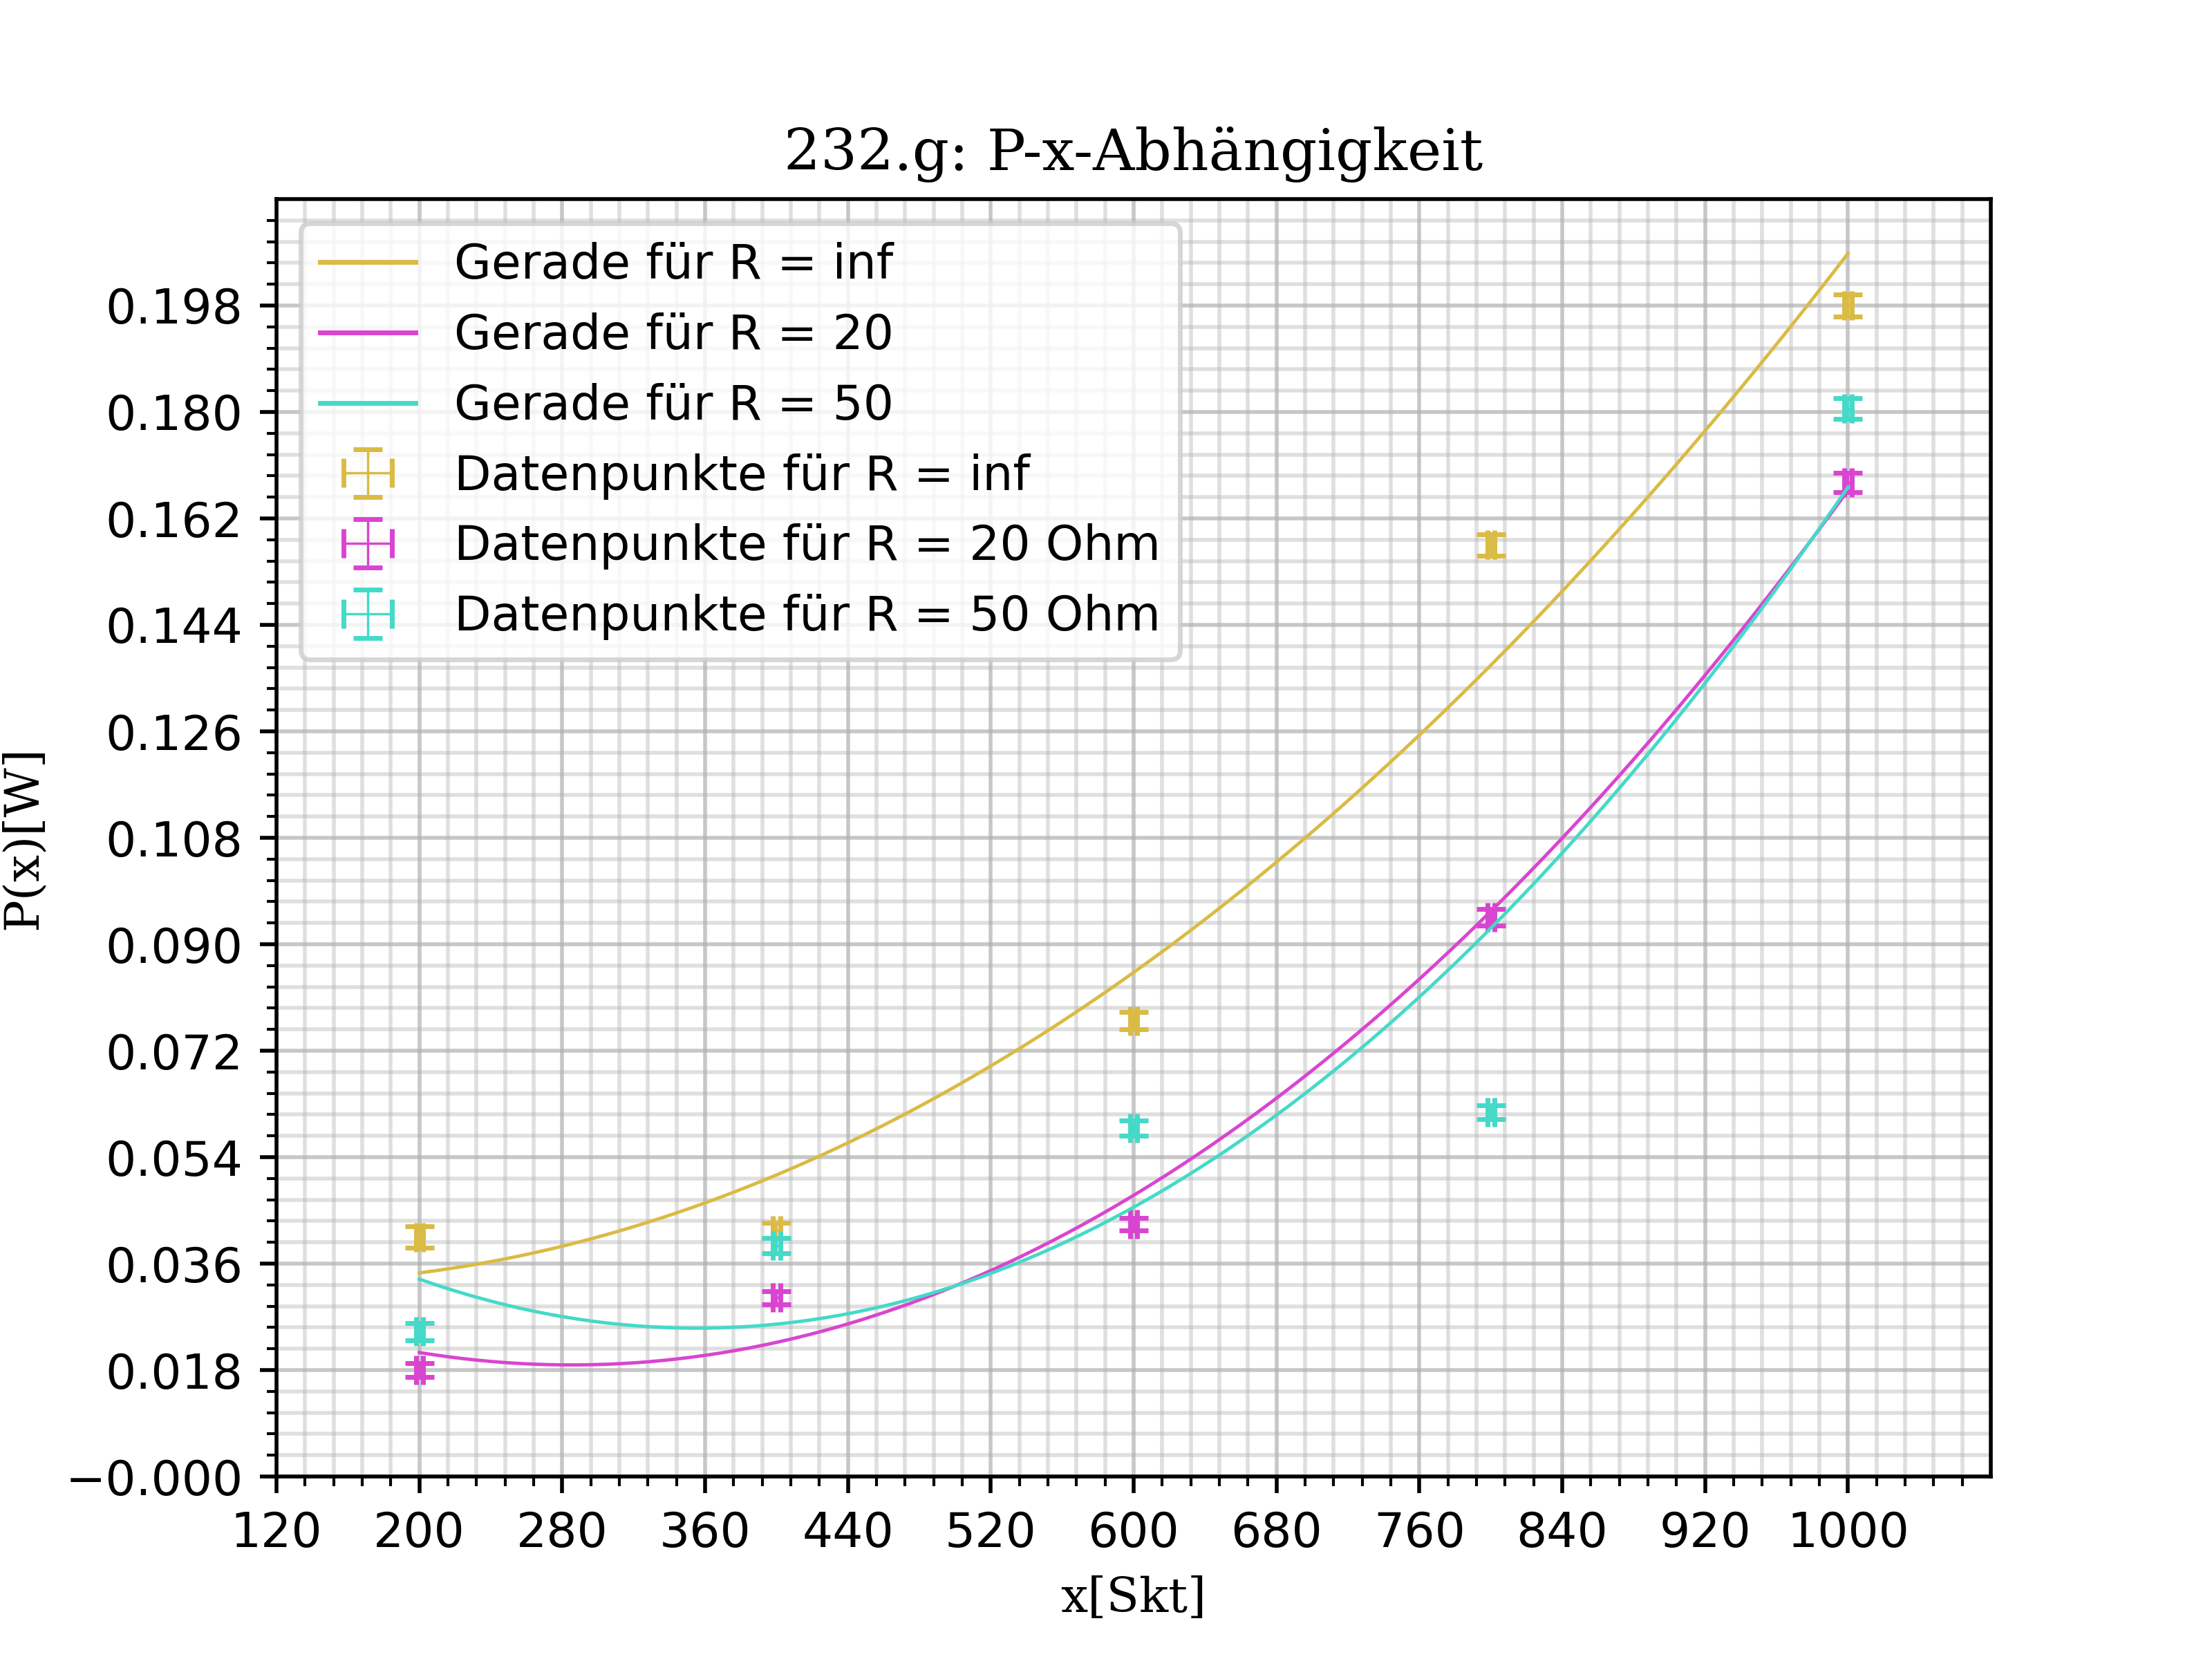 232.g: P-x-Abhängigkeit
Gerade für R = inf
Gerade für R = 20
Gerade für R = 50
Datenpunkte für R = inf
Datenpunkte für R = 20 Ohm
Datenpunkte für R = 50 Ohm
P(x)[W]
0.198
0.180
0.162
0.144
0.126
0.108
0.090
0.072
0.054
0.036
0.018
−0.000
120 200 280 360 440 520 600 680 760 840 920 1000
x[Skt]